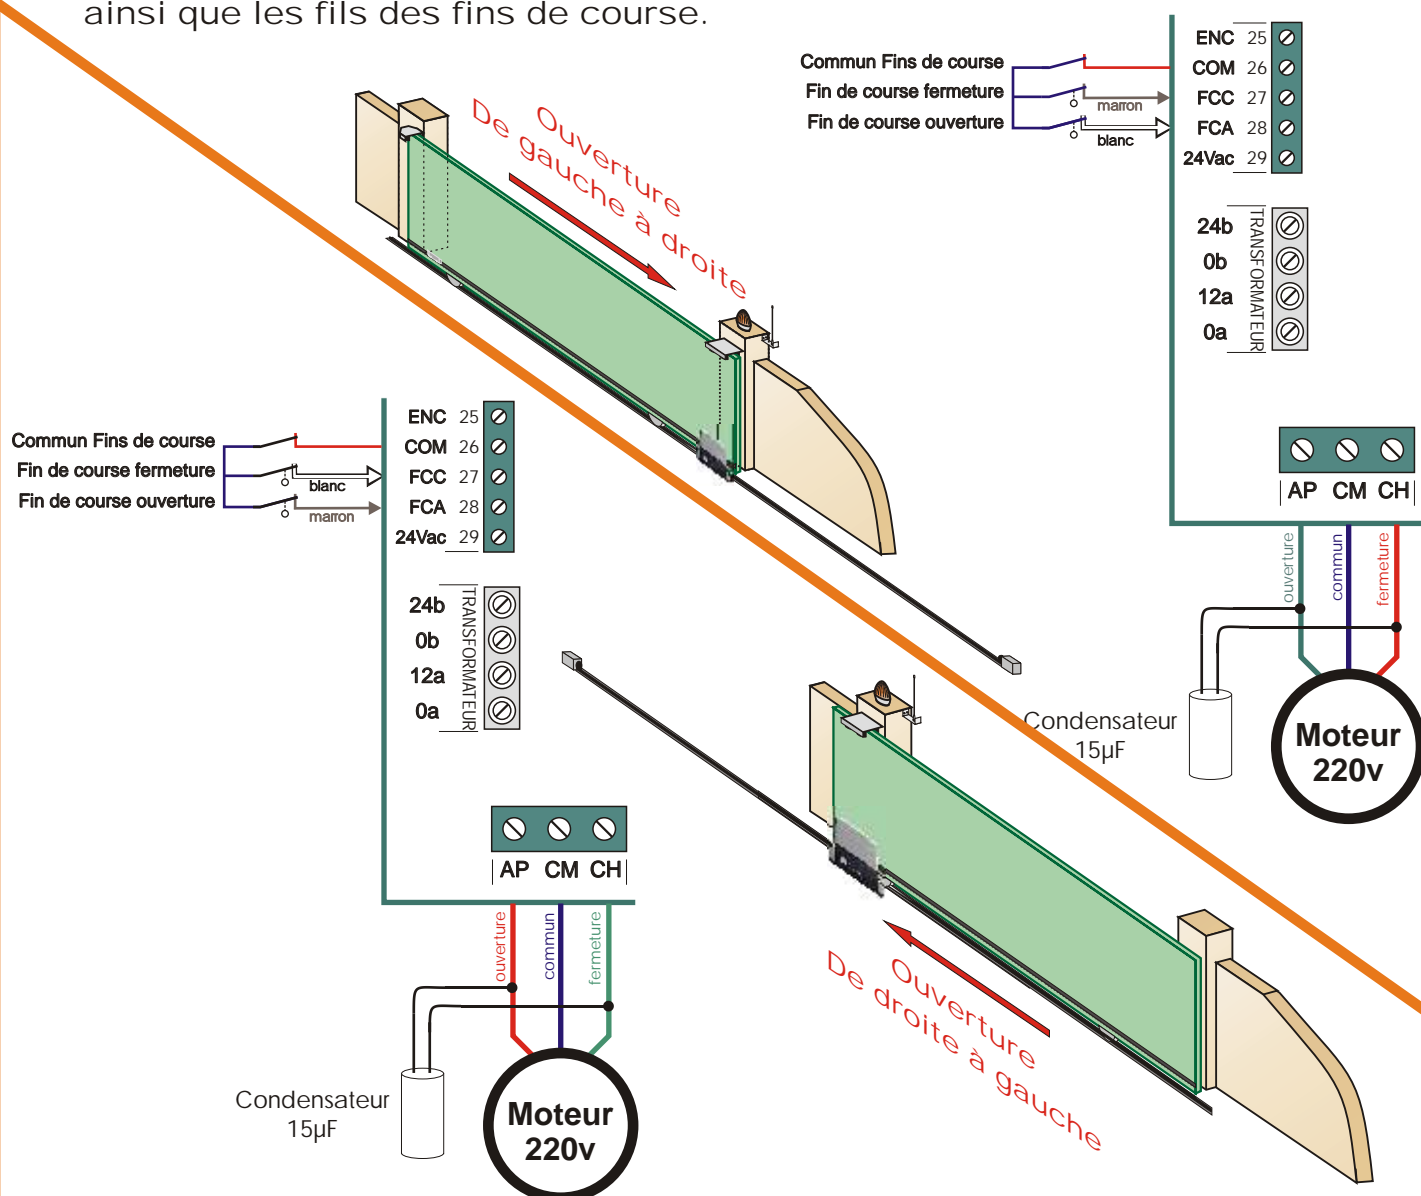 ainsi que les fils des fins de course.
Commun Fins de course
Fin de course fermeture
Fin de course ouverture
marron
blanc
ENC 25
COM 26
FCC 27
FCA 28
24Vac 29
24b
0b
12a
0a
TRANSFORMATEUR
AP CM CH
ouverture
commun
fermeture
Condensateur
15µF
Moteur
220v
Ouverture
De gauche à droite
Commun Fins de course
Fin de course fermeture
Fin de course ouverture
blanc
marron
ENC 25
COM 26
FCC 27
FCA 28
24Vac 29
24b
0b
12a
0a
TRANSFORMATEUR
AP CM CH
ouverture
commun
fermeture
Condensateur
15µF
Moteur
220v
Ouverture
De droite à gauche